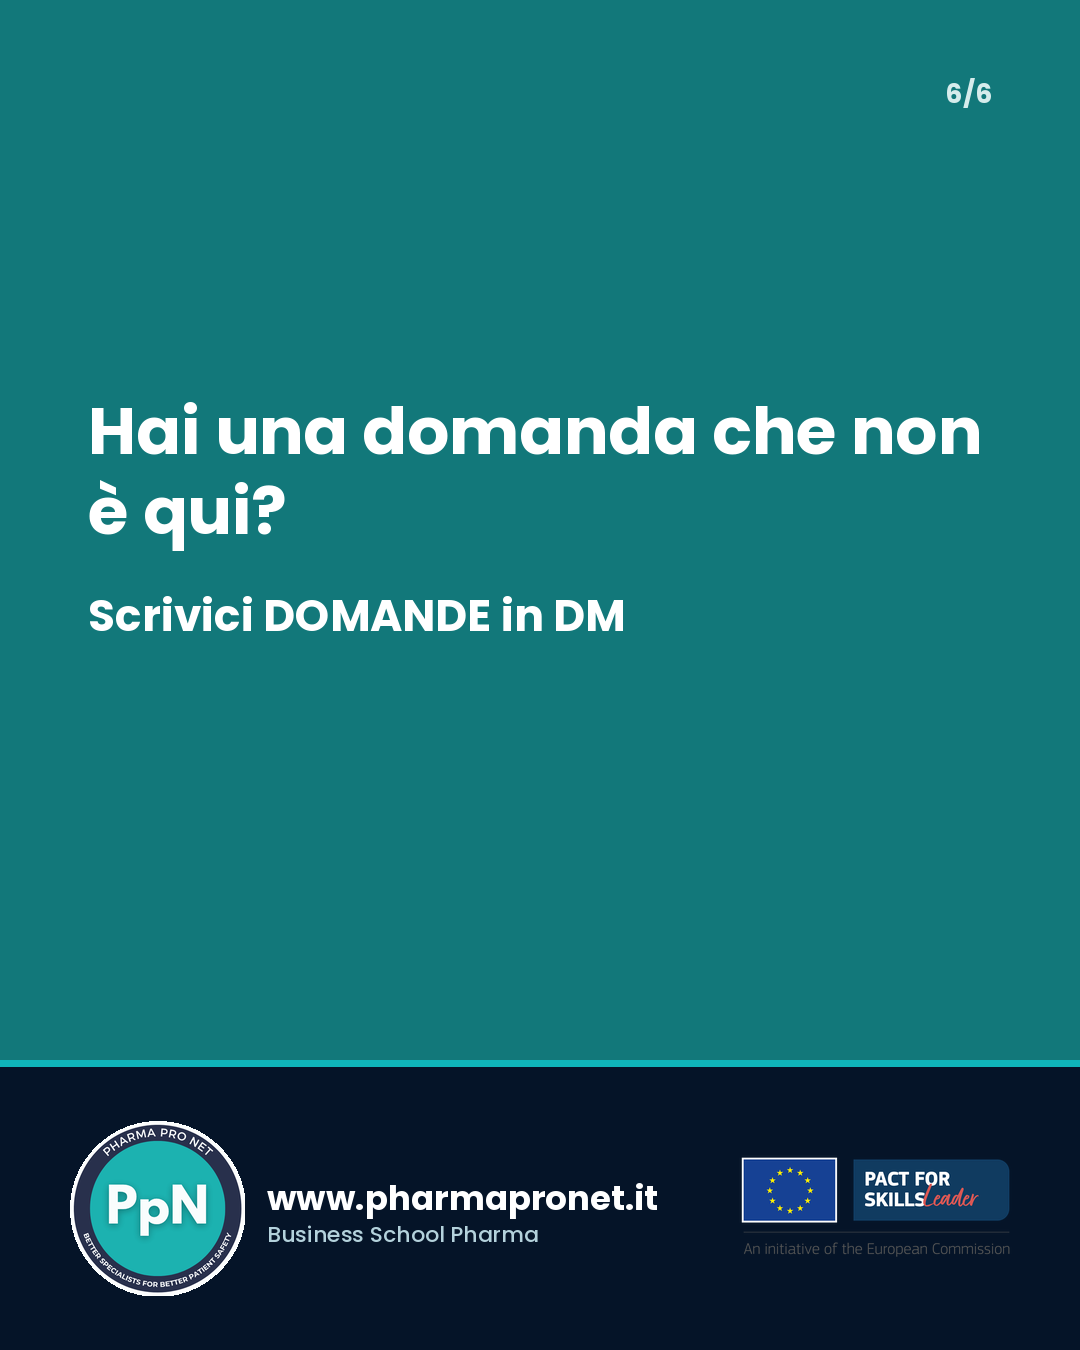 6/6
Hai una domanda che non
è qui?
Scrivici DOMANDE in DM
PHARMA PRO NET
PpN
BETTER SPECIALISTS FOR BETTER PATIENT SAFETY
www.pharmapronet.it
Business School Pharma
PACT FOR
SKILLS Leader
An initiative of the European Commission